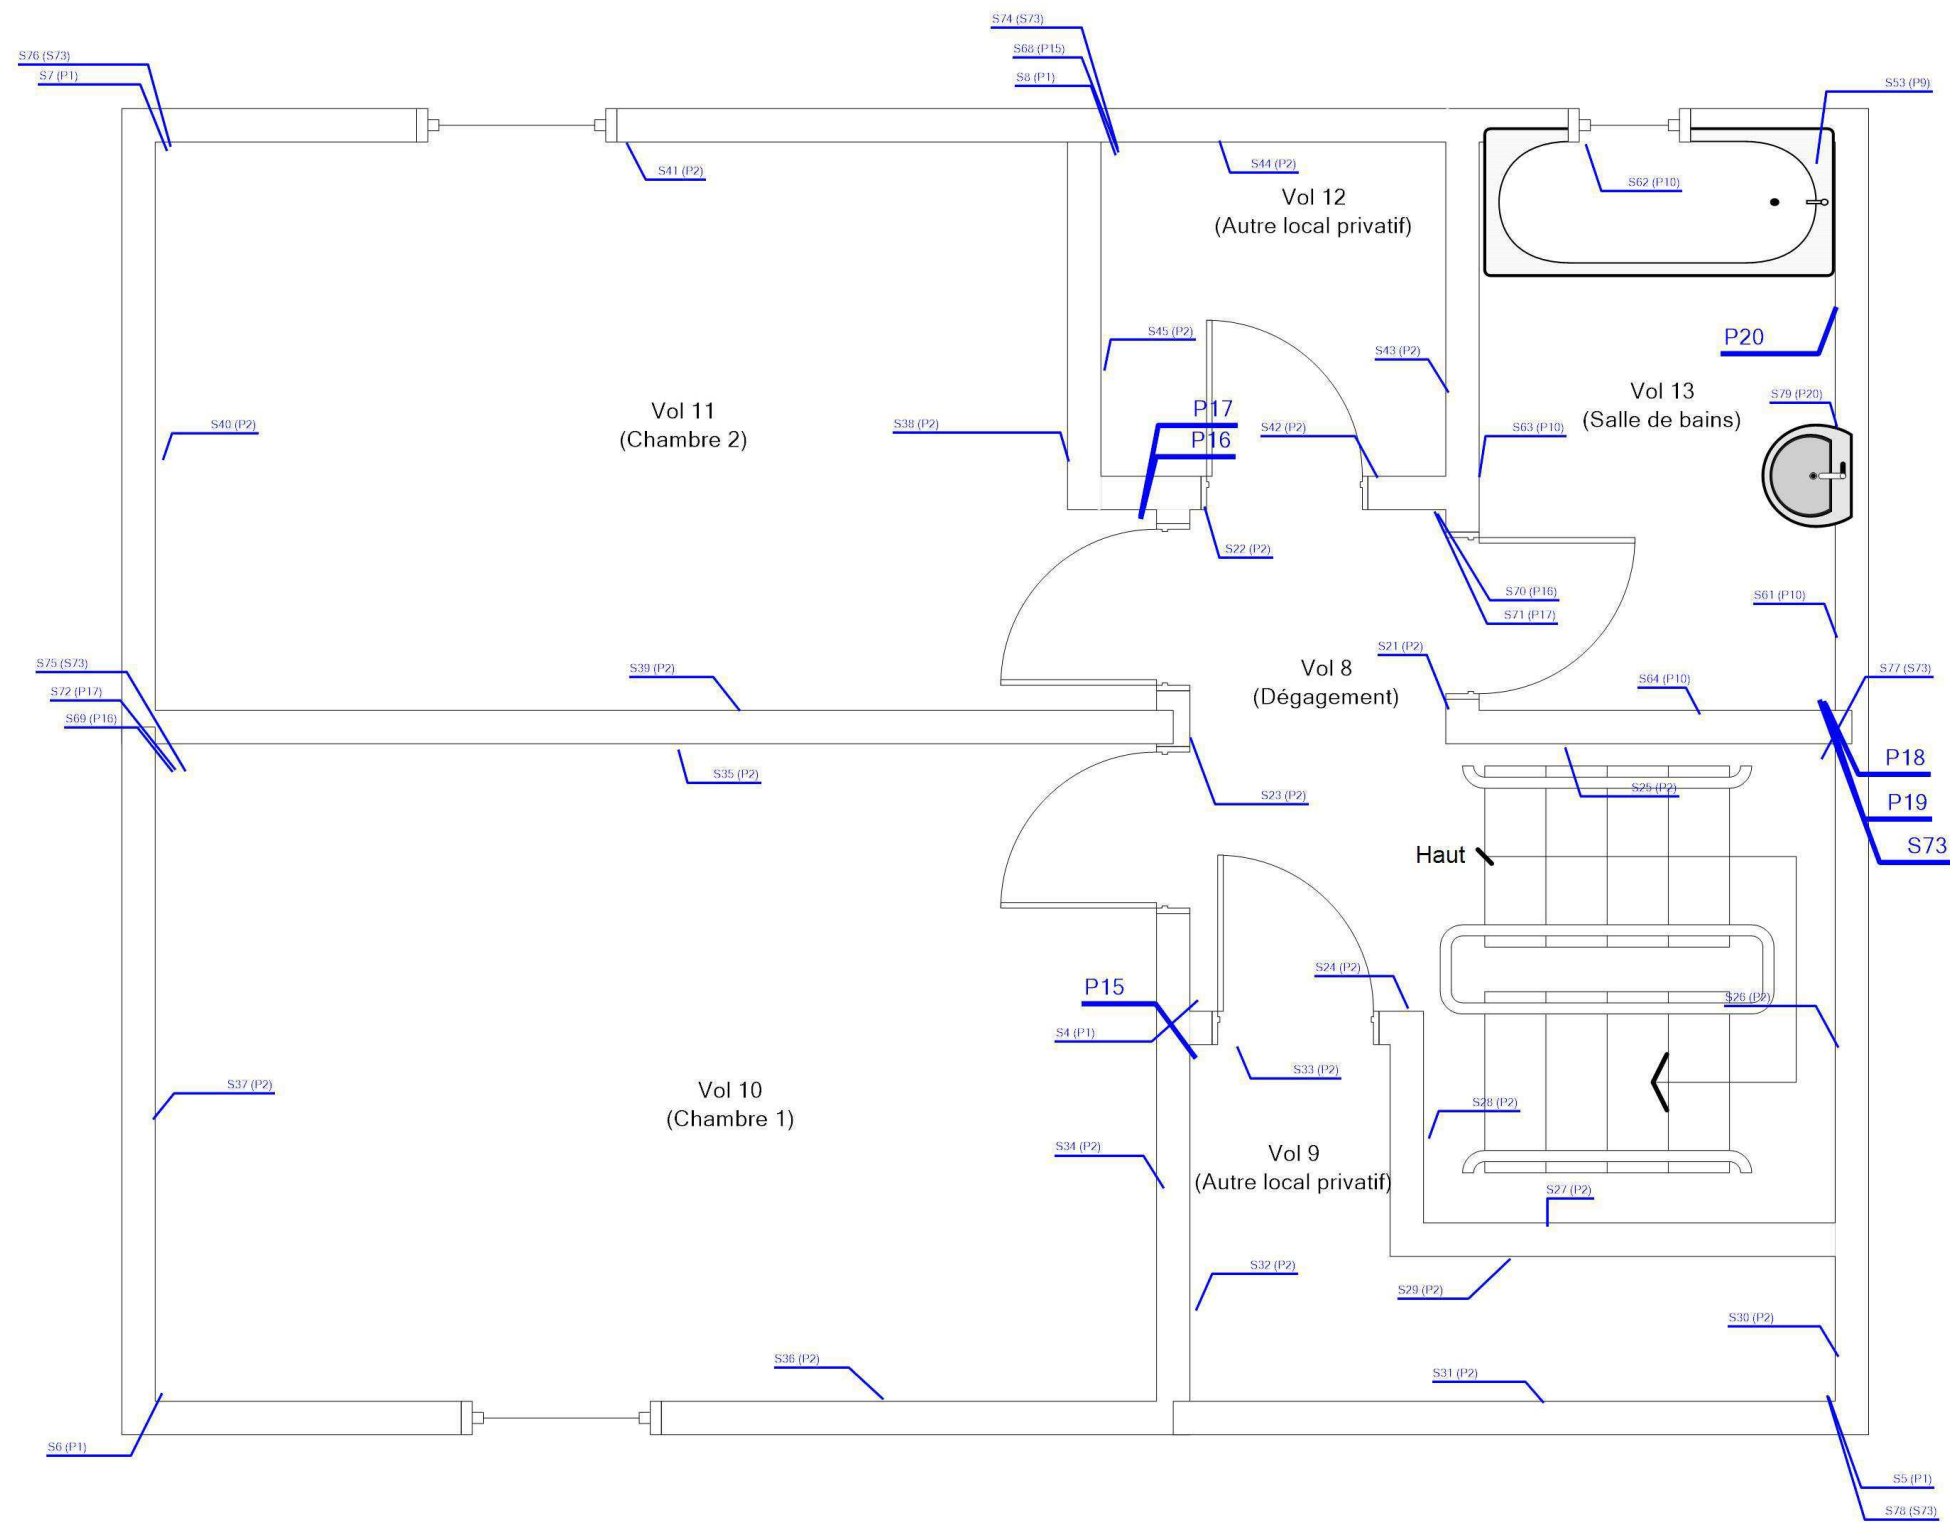 S74 (S73)
S68 (P15)
S8 (P1)
S76 (S73)
S7 (P1)
S53 (P9)
S41 (P2)
S44 (P2)
S62 (P10)
Vol 12
(Autre local privatif)
S45 (P2)
S43 (P2)
P20
Vol 11
(Chambre 2)
Vol 13
(Salle de bains)
S79 (P20)
S40 (P2)
S38 (P2)
P17
P16
S42 (P2)
S63 (P10)
S22 (P2)
S70 (P16)
S71 (P17)
S61 (P10)
S21 (P2)
S75 (S73)
S72 (P17)
S69 (P16)
S39 (P2)
Vol 8
(Dégagement)
S64 (P10)
S77 (S73)
S35 (P2)
S23 (P2)
S25 (P2)
P18
P19
S73
Haut
S24 (P2)
P15
S4 (P1)
S26 (P2)
S33 (P2)
S37 (P2)
Vol 10
(Chambre 1)
S28 (P2)
S34 (P2)
Vol 9
(Autre local privatif)
S27 (P2)
S32 (P2)
S29 (P2)
S30 (P2)
S36 (P2)
S31 (P2)
S6 (P1)
S5 (P1)
S78 (S73)